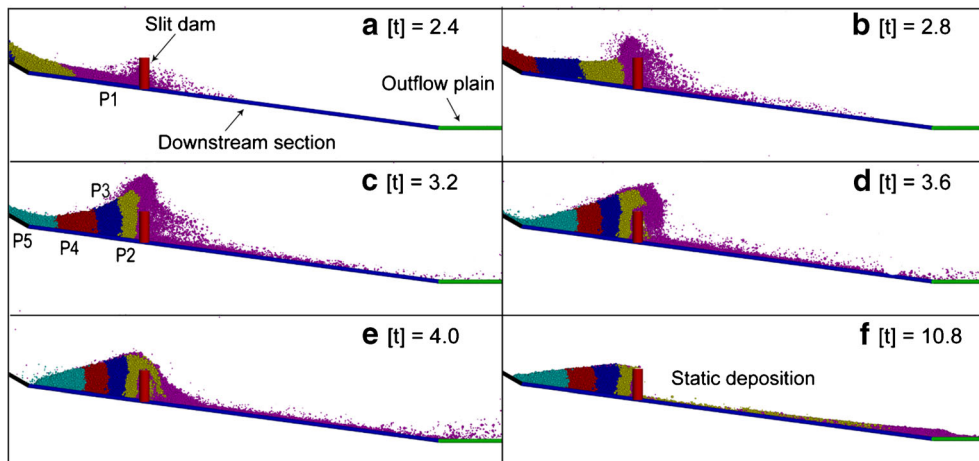 Slit dam
a [t] = 2.4
P1
Outflow plain
Downstream section
b [t] = 2.8
c [t] = 3.2
P3
P5
P4
P2
d [t] = 3.6
e [t] = 4.0
f [t] = 10.8
Static deposition